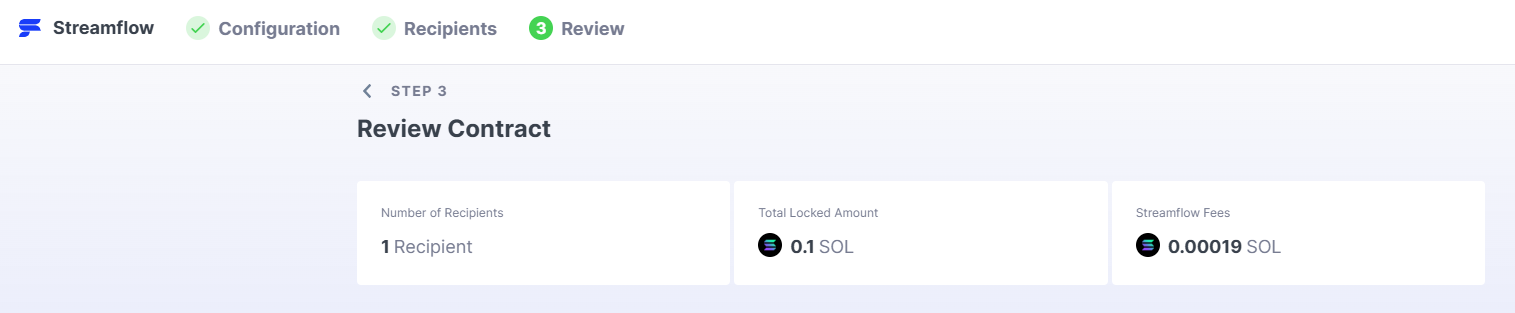 Streamflow Configuration Recipients 3 Review
STEP 3
Review Contract
Number of Recipients Total Locked Amount Streamflow Fees
1 Recipient 0.1 SOL 0.00019 SOL